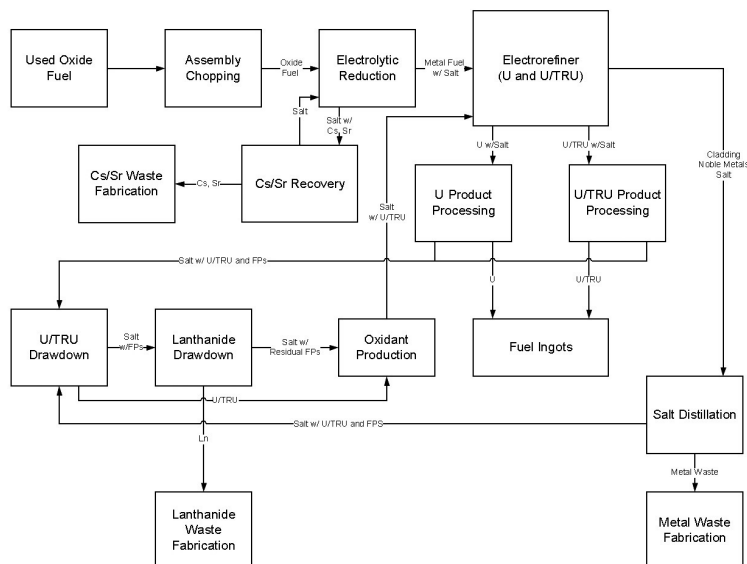 Used Oxide
Fuel
Assembly
Chopping
Oxide
Fuel
Electrolytic
Reduction
Metal Fuel
w/ Salt
Electrorefiner
(U and U/TRU)
Salt
Salt w/
Cs, Sr
U w/Salt
U/TRU w/Salt
Cladding
Noble Metals
Salt
Cs/Sr Waste
Fabrication
Cs, Sr
Cs/Sr Recovery
Salt
w/ U/TRU
U Product
Processing
U/TRU Product
Processing
Salt w/ U/TRU and FPs
U
U/TRU
U/TRU
Drawdown
Salt
w/FPs
Lanthanide
Drawdown
Salt w/
Residual FPs
Oxidant
Production
Fuel Ingots
U/TRU
Salt w/ U/TRU and FPS
Salt Distillation
Ln
Metal Waste
Lanthanide
Waste
Fabrication
Metal Waste
Fabrication